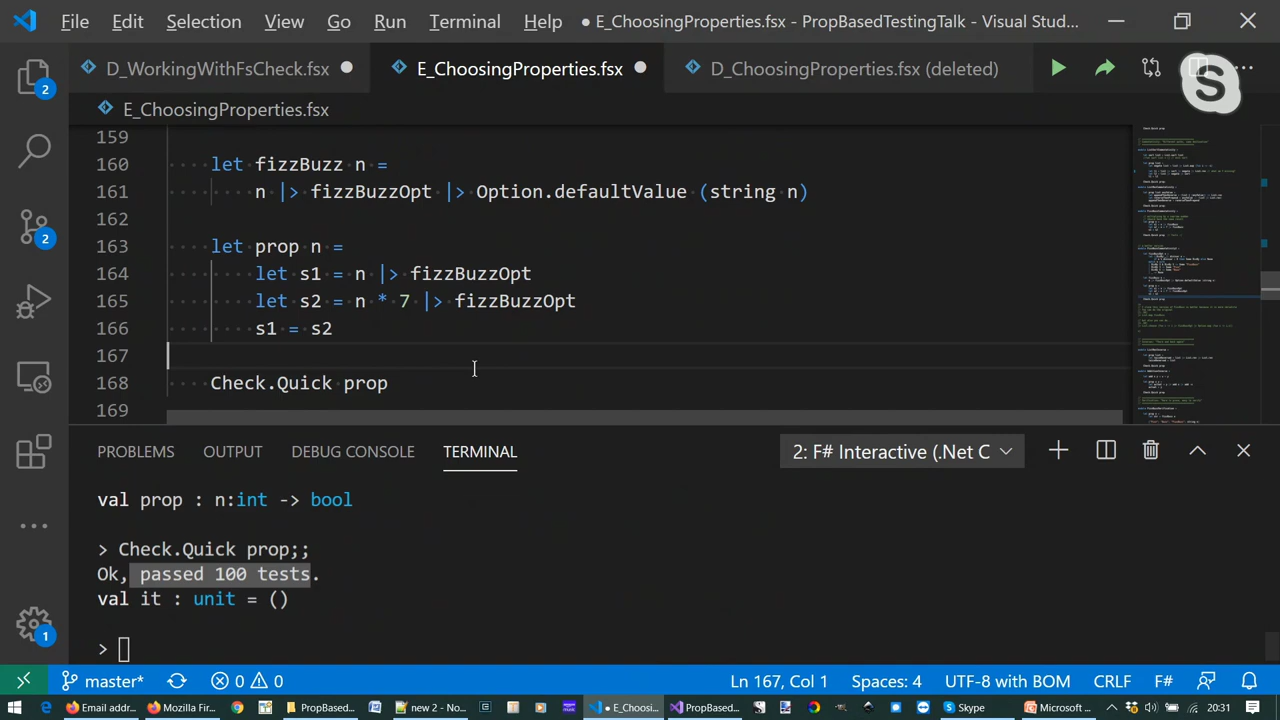 File Edit Selection View Go Run Terminal Help ● E_ChoosingProperties.fsx - PropBasedTestingTalk - Visual Stud...
D_WorkingWithFsCheck.fsx ● E_ChoosingProperties.fsx ● D_ChoosingProperties.fsx (deleted)
E_ChoosingProperties.fsx
159
160 let fizzBuzz n =
161 n |> fizzBuzzOpt |> Option.defaultValue (string n)
162
163 let prop n =
164 let s1 = n |> fizzBuzzOpt
165 let s2 = n * 7 |> fizzBuzzOpt
166 s1 = s2
167
168 Check.Quick prop
169
PROBLEMS OUTPUT DEBUG CONSOLE TERMINAL 2: F# Interactive (.Net C
val prop : n:int -> bool
> Check.Quick prop;;
Ok, passed 100 tests.
val it : unit = ()
>
2
2
1
master* 0 0 Ln 167, Col 1 Spaces: 4 UTF-8 with BOM CRLF F#
Email addr... Mozilla Fir... PropBased... new 2 - No... E_Choosi... PropBased... Skype Microsoft ... 20:31